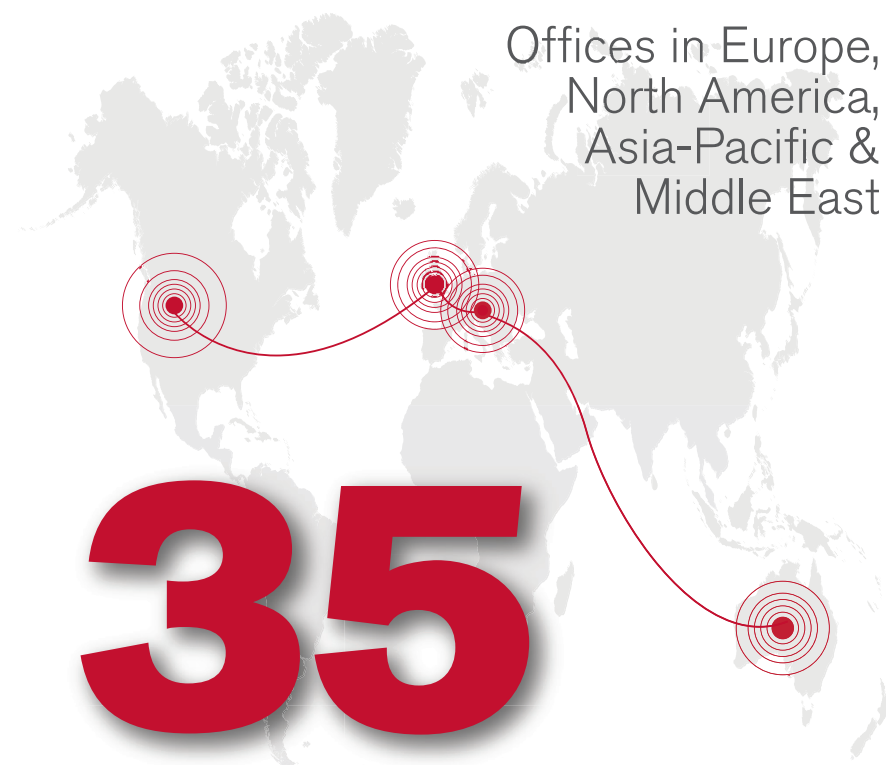 Offices in Europe,
North America,
Asia-Pacific &
Middle East
35